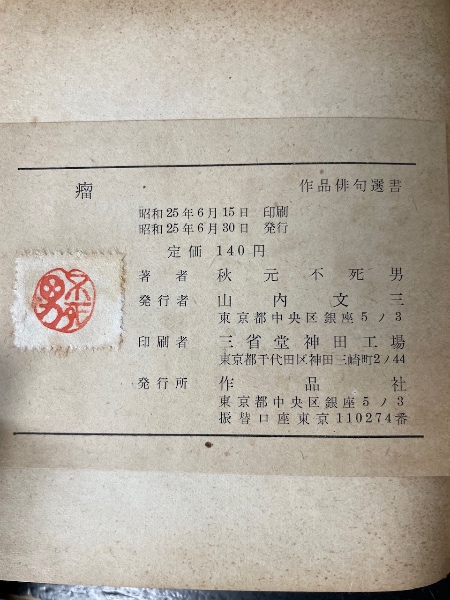 瘤 作品俳句選書
昭和25年6月15日 印刷
昭和25年6月30日 発行
定価 140円
著者 秋元不死男
発行者 山内文三
東京都中央区銀座5ノ3
印刷者 三省堂神田工場
東京都千代田区神田三崎町2ノ44
発行所 作品社
東京都中央区銀座5ノ3
振替口座東京110274番
不死男